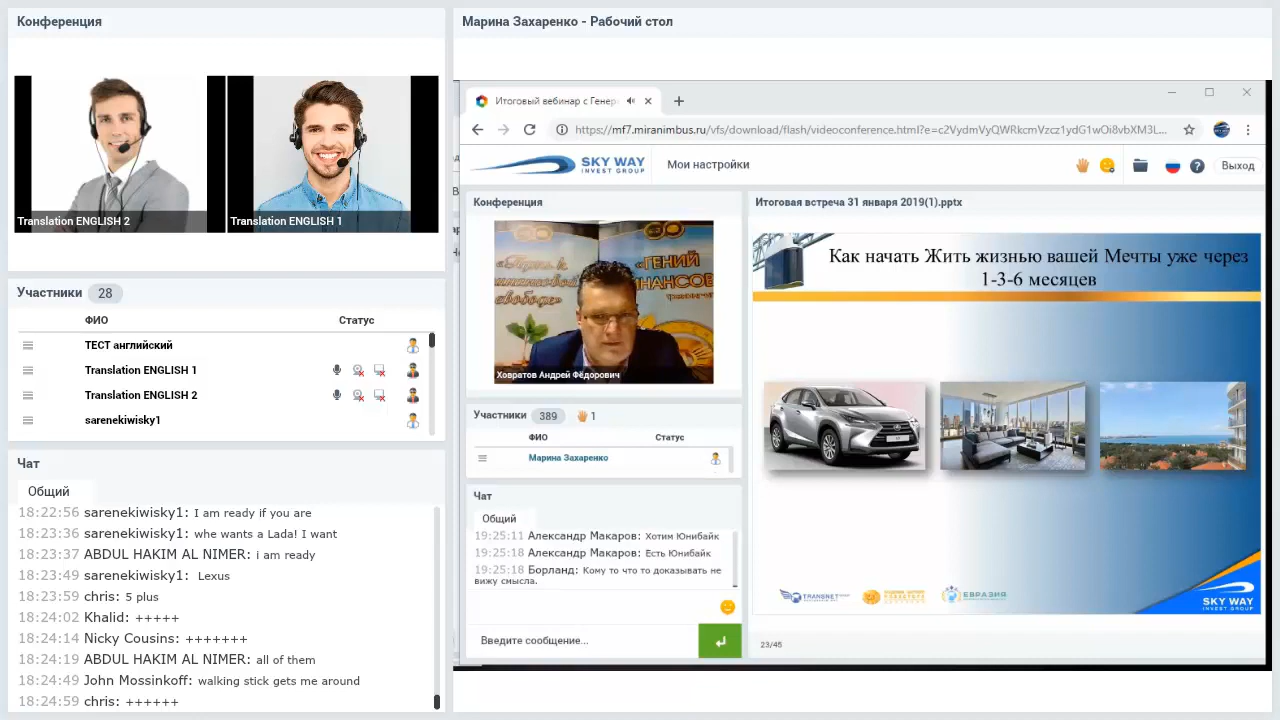 Конференция
Translation ENGLISH 2
Translation ENGLISH 1
Участники 28
ФИО Статус
ТЕСТ английский
Translation ENGLISH 1
Translation ENGLISH 2
sarenekiwisky1
Чат
Общий
18:22:56 sarenekiwisky1: I am ready if you are
18:23:36 sarenekiwisky1: whe wants a Lada! I want
18:23:37 ABDUL HAKIM AL NIMER: i am ready
18:23:49 sarenekiwisky1: Lexus
18:23:59 chris: 5 plus
18:24:02 Khalid: +++++
18:24:14 Nicky Cousins: +++++++
18:24:19 ABDUL HAKIM AL NIMER: all of them
18:24:49 John Mossinkoff: walking stick gets me around
18:24:59 chris: ++++++
Марина Захаренко - Рабочий стол
Итоговый вебинар с Генер
https://mf7.miranimbus.ru/vfs/download/flash/videoconference.html?e=c2VydmVyQWRkcmVzcz1ydG1wOi8vbXM3L...
SKY WAY
INVEST GROUP
Мои настройки
Выход
Конференция
«Путь к
финансовой
свободе»
«ГЕНИЙ
ФИНАНСОВ
Ховратов Андрей Фёдорович
Участники 389 1
ФИО Статус
Марина Захаренко
Чат
Общий
19:25:11 Александр Макаров: Хотим Юнибайк
19:25:18 Александр Макаров: Есть Юнибайк
19:25:18 Борланд: Кому то что то доказывать не
вижу смысла.
Введите сообщение...
Итоговая встреча 31 января 2019(1).pptx
Как начать Жить жизнью вашей Мечты уже через
1-3-6 месяцев
TRANSNET
ЕВРАЗИЯ
SKY WAY
INVEST GROUP
23/45